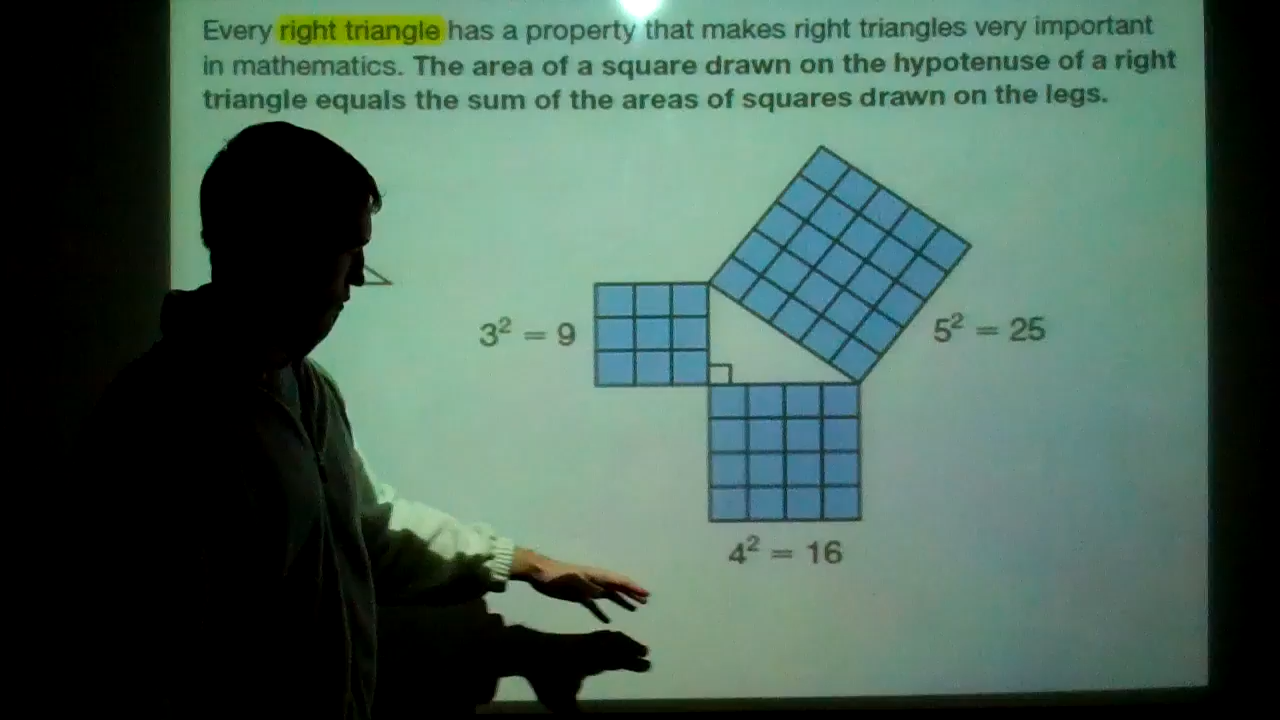 Every right triangle has a property that makes right triangles very important
in mathematics. The area of a square drawn on the hypotenuse of a right
triangle equals the sum of the areas of squares drawn on the legs.
3² = 9
5² = 25
4² = 16